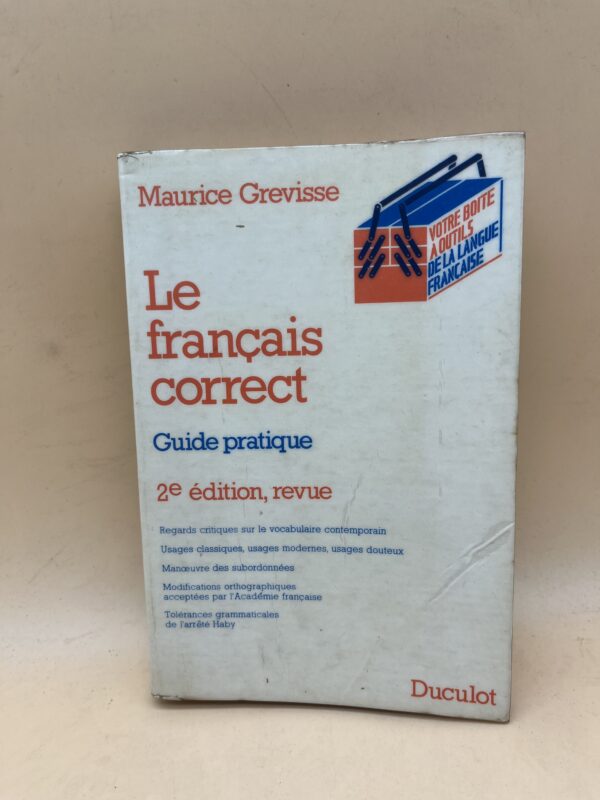 Maurice Grevisse
VOTRE BOITE
A OUTILS
DE LA LANGUE
FRANÇAISE
Le
français
correct
Guide pratique
2e édition, revue
Regards critiques sur le vocabulaire contemporain
Usages classiques, usages modernes, usages douteux
Manœuvre des subordonnées
Modifications orthographiques
acceptées par l'Académie française
Tolérances grammaticales
de l'arrêté Haby
Duculot